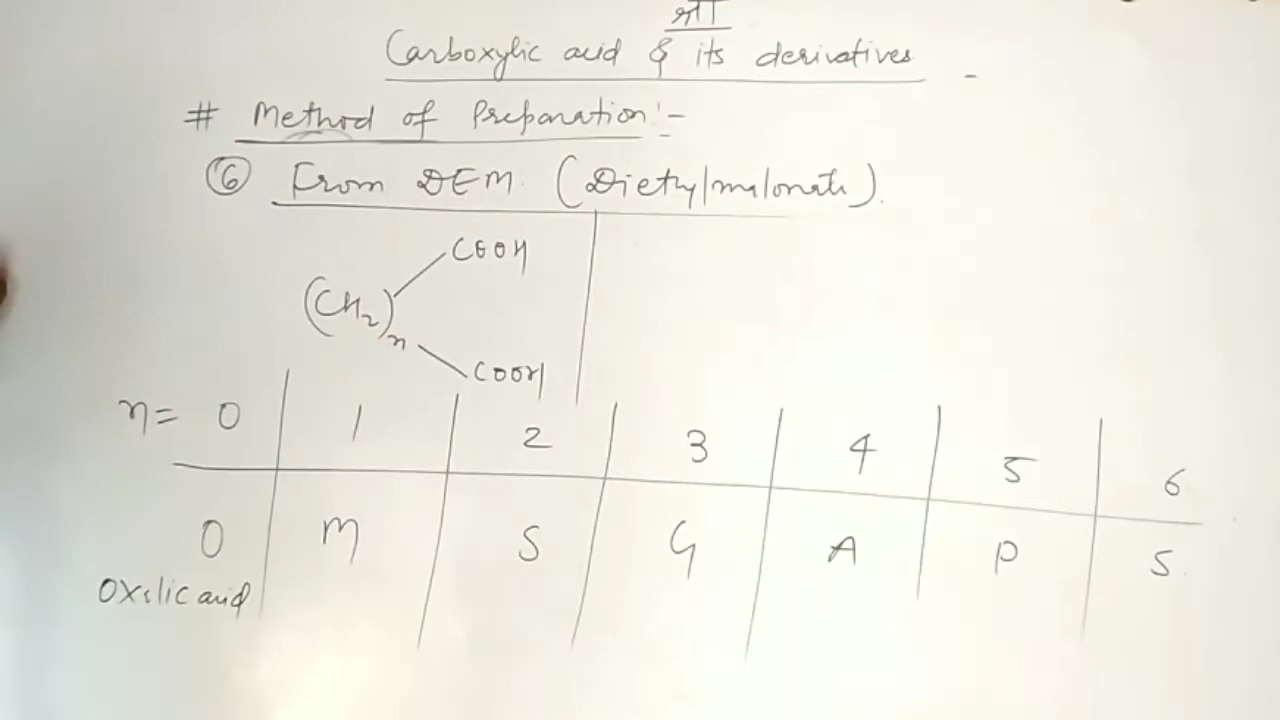 श्री
Carboxylic acid & its derivatives
# Method of Preparation :-
⑥ From DEM. (Diethylmalonate).
COOH
(CH₂)n
COOH
n= 0 1 2 3 4 5 6
O M S G A P S
Oxalic acid